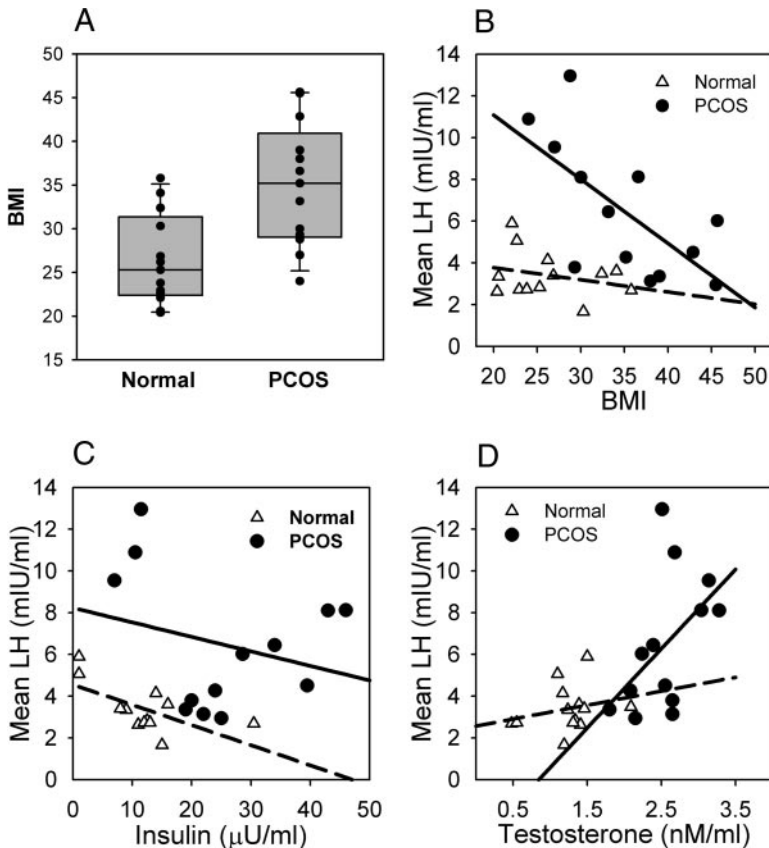 A
BMI
50
45
40
35
30
25
20
15
Normal PCOS
B
Mean LH (mIU/ml)
14
12
10
8
6
4
2
0
Normal
PCOS
20 25 30 35 40 45 50
BMI
C
Mean LH (mIU/ml)
14
12
10
8
6
4
2
0
Normal
PCOS
0 10 20 30 40 50
Insulin (μU/ml)
D
Mean LH (mIU/ml)
14
12
10
8
6
4
2
0
Normal
PCOS
0.5 1.5 2.5 3.5
Testosterone (nM/ml)